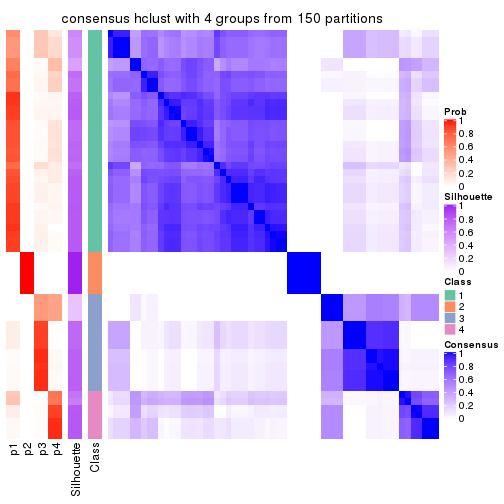 consensus hclust with 4 groups from 150 partitions
Prob
1
0.8
0.6
0.4
0.2
0
Silhouette
1
0.8
0.6
0.4
0.2
0
Class
1
2
3
4
Consensus
1
0.8
0.6
0.4
0.2
0
p1
p2
p3
p4
Silhouette
Class